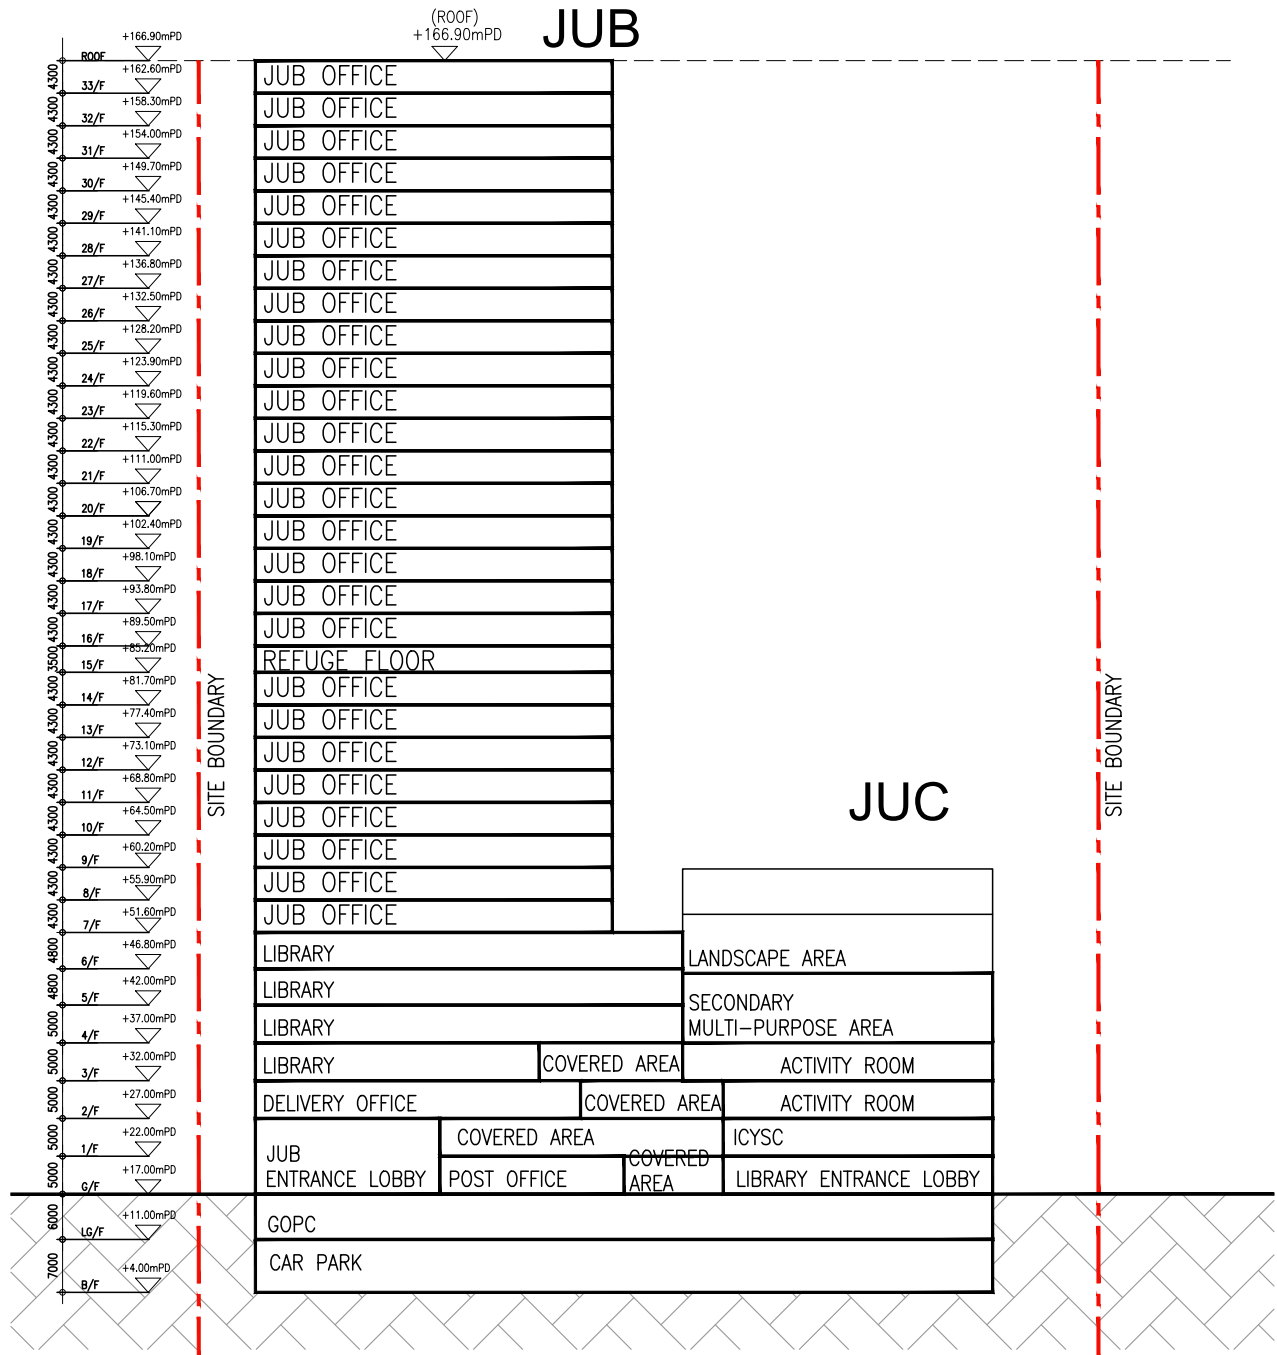 (ROOF)
+166.90mPD
JUB
+166.90mPD
ROOF
4300
JUB OFFICE
+162.60mPD
33/F
4300
JUB OFFICE
+158.30mPD
32/F
4300
JUB OFFICE
+154.00mPD
31/F
4300
JUB OFFICE
+149.70mPD
30/F
4300
JUB OFFICE
+145.40mPD
29/F
4300
JUB OFFICE
+141.10mPD
28/F
4300
JUB OFFICE
+136.80mPD
27/F
4300
JUB OFFICE
+132.50mPD
26/F
4300
JUB OFFICE
+128.20mPD
25/F
4300
JUB OFFICE
+123.90mPD
24/F
4300
JUB OFFICE
+119.60mPD
23/F
4300
JUB OFFICE
+115.30mPD
22/F
4300
JUB OFFICE
+111.00mPD
21/F
4300
JUB OFFICE
+106.70mPD
20/F
4300
JUB OFFICE
+102.40mPD
19/F
4300
JUB OFFICE
+98.10mPD
18/F
4300
JUB OFFICE
+93.80mPD
17/F
4300
JUB OFFICE
+89.50mPD
16/F
3500
REFUGE FLOOR
+85.20mPD
15/F
4300
JUB OFFICE
+81.70mPD
14/F
4300
JUB OFFICE
+77.40mPD
13/F
4300
JUB OFFICE
+73.10mPD
12/F
4300
JUB OFFICE
+68.80mPD
11/F
4300
JUB OFFICE
+64.50mPD
10/F
4300
JUB OFFICE
+60.20mPD
9/F
4300
JUB OFFICE
+55.90mPD
8/F
4300
JUB OFFICE
+51.60mPD
7/F
SITE BOUNDARY
SITE BOUNDARY
JUC
4800
LIBRARY
LANDSCAPE AREA
+46.80mPD
6/F
4800
LIBRARY
+42.00mPD
5/F
SECONDARY
MULTI-PURPOSE AREA
5000
LIBRARY
+37.00mPD
4/F
5000
LIBRARY
COVERED AREA
ACTIVITY ROOM
+32.00mPD
3/F
5000
DELIVERY OFFICE
COVERED AREA
ACTIVITY ROOM
+27.00mPD
2/F
5000
COVERED AREA
ICYSC
+22.00mPD
1/F
JUB
ENTRANCE LOBBY
5000
POST OFFICE
COVERED
AREA
LIBRARY ENTRANCE LOBBY
+17.00mPD
G/F
6000
GOPC
+11.00mPD
LG/F
7000
CAR PARK
+4.00mPD
B/F